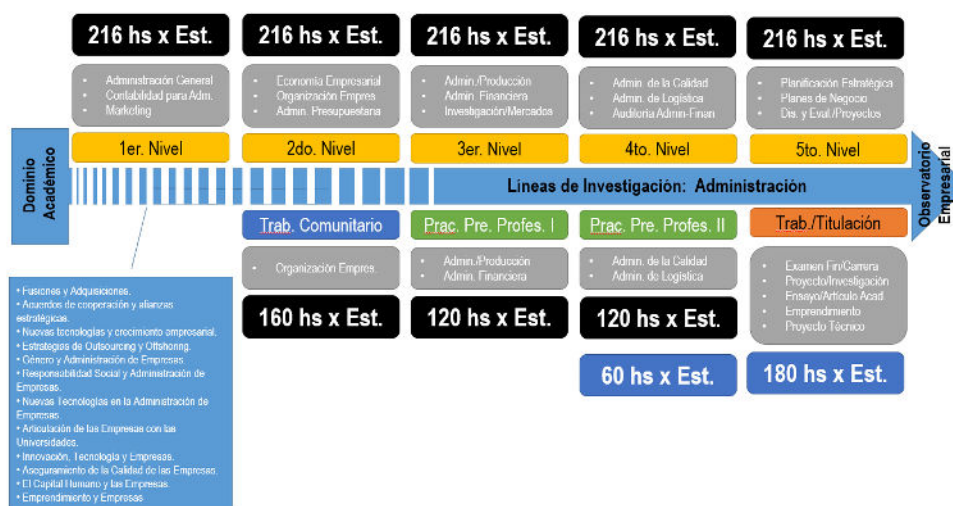 216 hs x Est.
216 hs x Est.
216 hs x Est.
216 hs x Est.
216 hs x Est.
• Administración General
• Contabilidad para Adm.
• Marketing
• Economía Empresarial
• Organización Empres
• Admin. Presupuestaria
• Admin./Producción
• Admin. Financiera
• Investigación/Mercados
• Admin. de la Calidad
• Admin. de Logística
• Auditoria Admin-Finan
• Planificación Estratégica
• Planes de Negocio
• Dis. y Eval./Proyectos
1er. Nivel
2do. Nivel
3er. Nivel
4to. Nivel
5to. Nivel
Dominio
Académico
Lineas de Investigación: Administración
Observatorio
Empresarial
Trab. Comunitario
Prac. Pre. Profes. I
Prac. Pre. Profes. II
Trab./Titulación
• Organización Empres.
• Admin./Producción
• Admin. Financiera
• Admin. de la Calidad
• Admin. de Logística
• Examen Fin/Carrera
• Proyecto/Investigación
• Ensayo/Artículo Acad.
• Emprendimiento
• Proyecto Técnico
160 hs x Est.
120 hs x Est.
120 hs x Est.
60 hs x Est.
180 hs x Est.
• Fusiones y Adquisiciones.
• Acuerdos de cooperación y alianzas
estratégicas.
• Nuevas tecnologías y crecimiento empresarial.
• Estrategias de Outsourcing y Offshoring.
• Género y Administración de Empresas.
• Responsabilidad Social y Administración de
Empresas.
• Nuevas Tecnologías en la Administración de
Empresas.
• Articulación de las Empresas con las
Universidades.
• Innovación, Tecnología y Empresas.
• Aseguramiento de la Calidad de las Empresas.
• El Capital Humano y las Empresas.
• Emprendimiento y Empresas